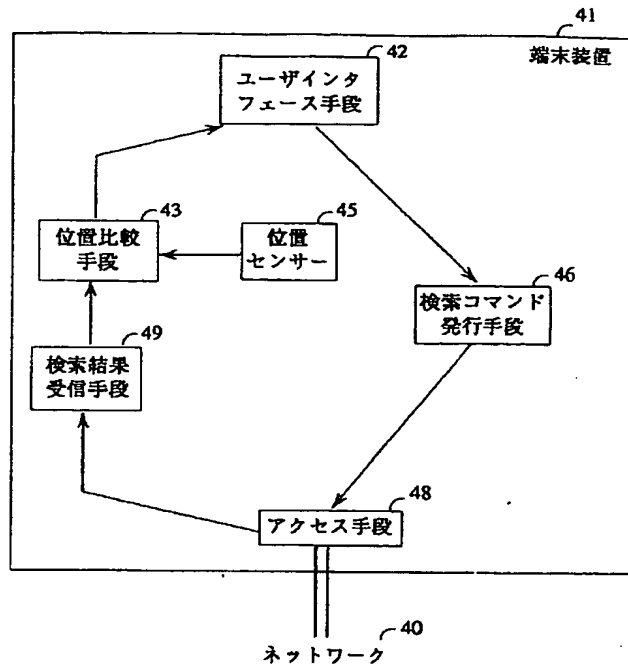 41
端末装置
42
ユーザインタ
フェース手段
43
位置比較
手段
45
位置
センサー
46
検索コマンド
発行手段
49
検索結果
受信手段
48
アクセス手段
40
ネットワーク